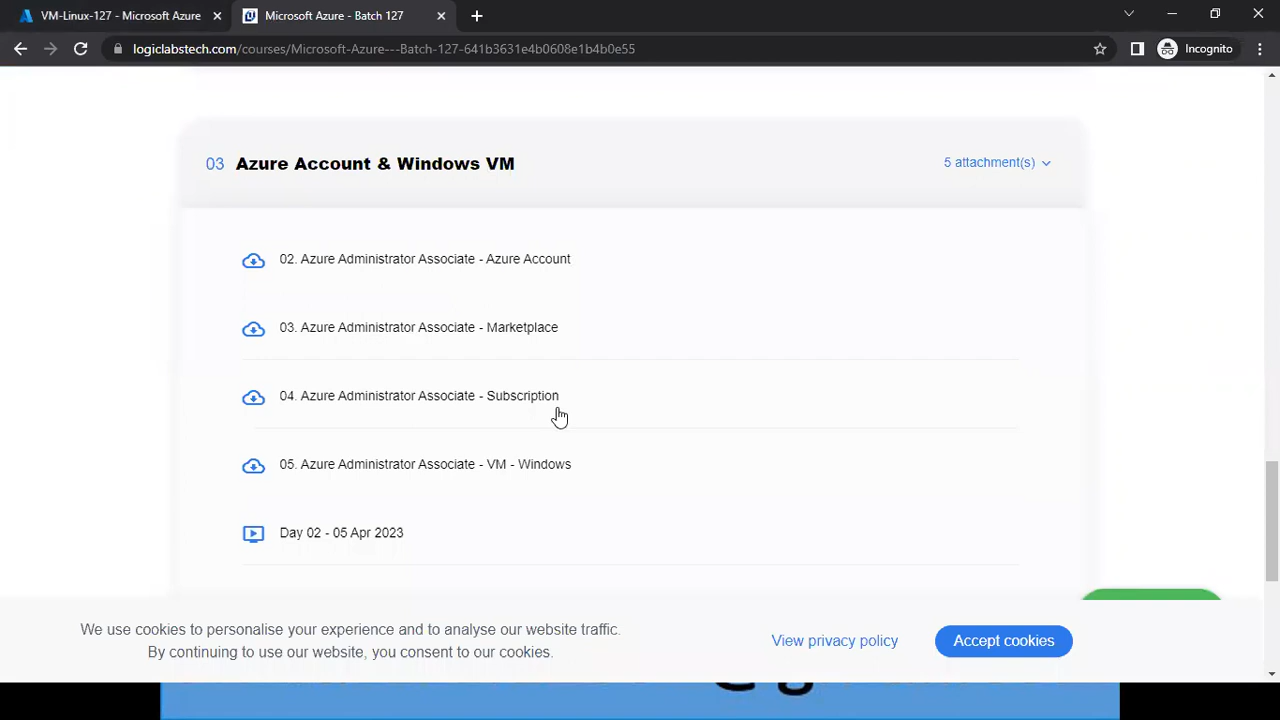 VM-Linux-127 - Microsoft Azure
Microsoft Azure - Batch 127
logiclabstech.com/courses/Microsoft-Azure---Batch-127-641b3631e4b0608e1b4b0e55
Incognito
03 Azure Account & Windows VM
5 attachment(s)
02. Azure Administrator Associate - Azure Account
03. Azure Administrator Associate - Marketplace
04. Azure Administrator Associate - Subscription
05. Azure Administrator Associate - VM - Windows
Day 02 - 05 Apr 2023
We use cookies to personalise your experience and to analyse our website traffic.
By continuing to use our website, you consent to our cookies.
View privacy policy
Accept cookies